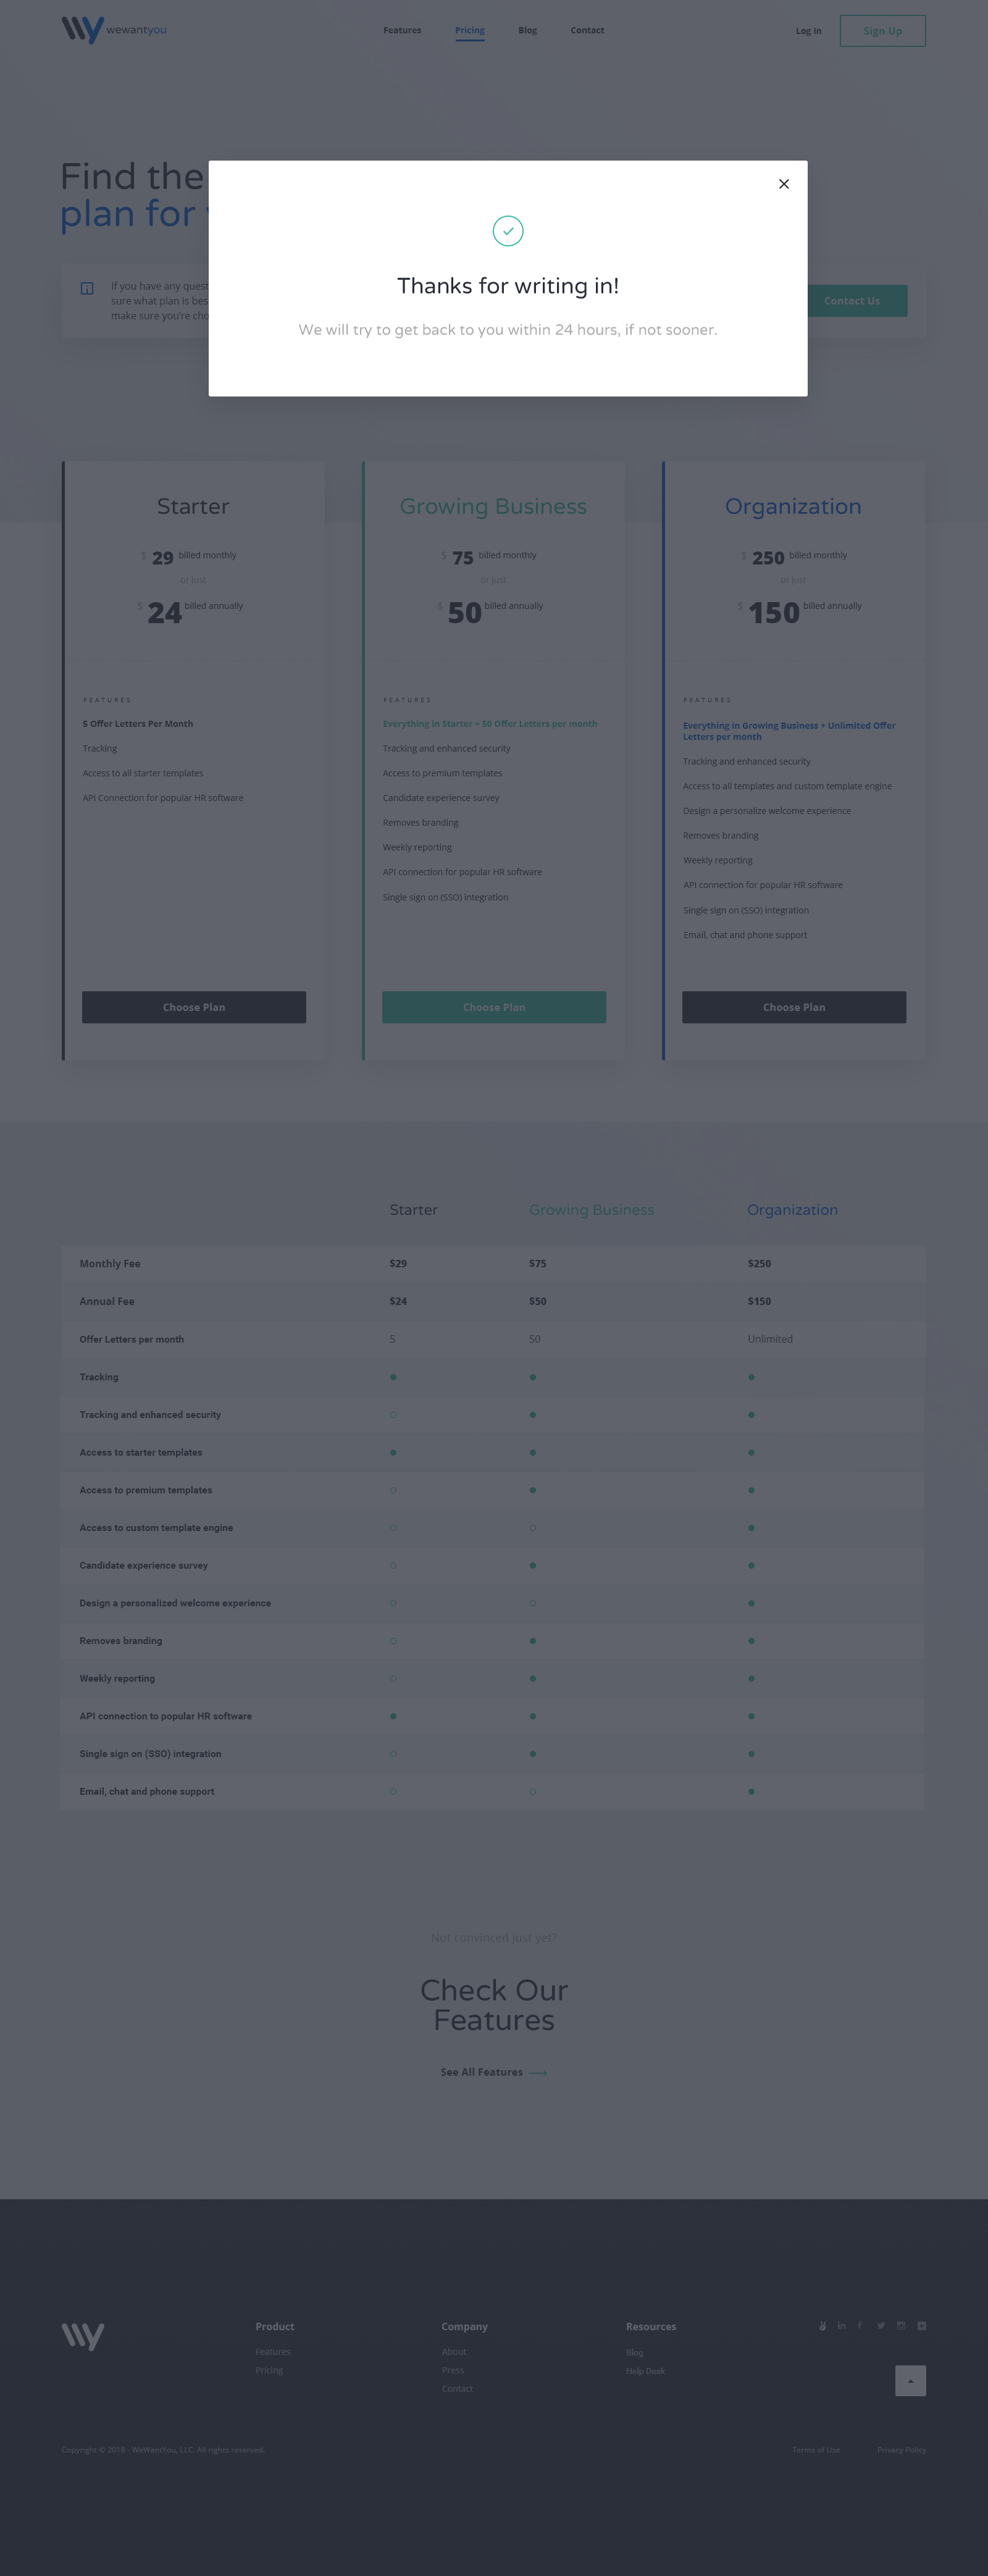 wewantyou
Features
Pricing
Blog
Contact
Log In
Sign Up
Find the
plan for
If you have any quest
sure what plan is bes
make sure you're cho
Contact Us
Thanks for writing in!
We will try to get back to you within 24 hours, if not sooner.
Starter
$ 29 billed monthly
or just
$ 24 billed annually
FEATURES
5 Offer Letters Per Month
Tracking
Access to all starter templates
API Connection for popular HR software
Choose Plan
Growing Business
$ 75 billed monthly
or just
$ 50 billed annually
FEATURES
Everything in Starter + 50 Offer Letters per month
Tracking and enhanced security
Access to premium templates
Candidate experience survey
Removes branding
Weekly reporting
API connection for popular HR software
Single sign on (SSO) integration
Choose Plan
Organization
$ 250 billed monthly
or just
$ 150 billed annually
FEATURES
Everything in Growing Business + Unlimited Offer
Letters per month
Tracking and enhanced security
Access to all templates and custom template engine
Design a personalize welcome experience
Removes branding
Weekly reporting
API connection for popular HR software
Single sign on (SSO) integration
Email, chat and phone support
Choose Plan
Starter Growing Business Organization
Monthly Fee $29 $75 $250
Annual Fee $24 $50 $150
Offer Letters per month 5 50 Unlimited
Tracking
Tracking and enhanced security
Access to starter templates
Access to premium templates
Access to custom template engine
Candidate experience survey
Design a personalized welcome experience
Removes branding
Weekly reporting
API connection to popular HR software
Single sign on (SSO) integration
Email, chat and phone support
Not convinced just yet?
Check Our
Features
See All Features
Product
Features
Pricing
Company
About
Press
Contact
Resources
Blog
Help Desk
Copyright © 2018 - WeWantYou, LLC. All rights reserved.
Terms of Use
Privacy Policy